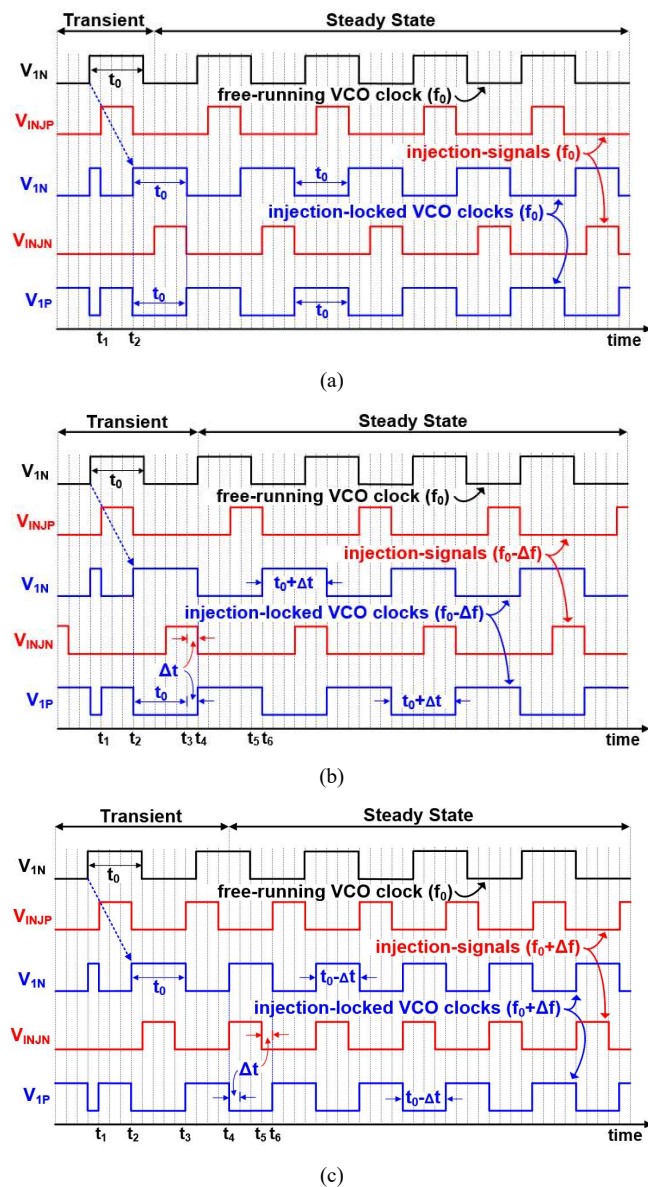 Transient Steady State
V1N t0
free-running VCO clock (f0)
VINJP
injection-signals (f0)
V1N t0 t0
injection-locked VCO clocks (f0)
VINJN
V1P t0 t0
t1 t2 time
(a)
Transient Steady State
V1N t0
free-running VCO clock (f0)
VINJP
injection-signals (f0-Δf)
V1N t0+Δt
injection-locked VCO clocks (f0-Δf)
VINJN
Δt
V1P t0 t0+Δt
t1 t2 t3 t4 t5 t6 time
(b)
Transient Steady State
V1N t0
free-running VCO clock (f0)
VINJP
injection-signals (f0+Δf)
V1N t0 t0-Δt
injection-locked VCO clocks (f0+Δf)
VINJN
Δt
V1P t0-Δt
t1 t2 t3 t4 t5 t6 time
(c)